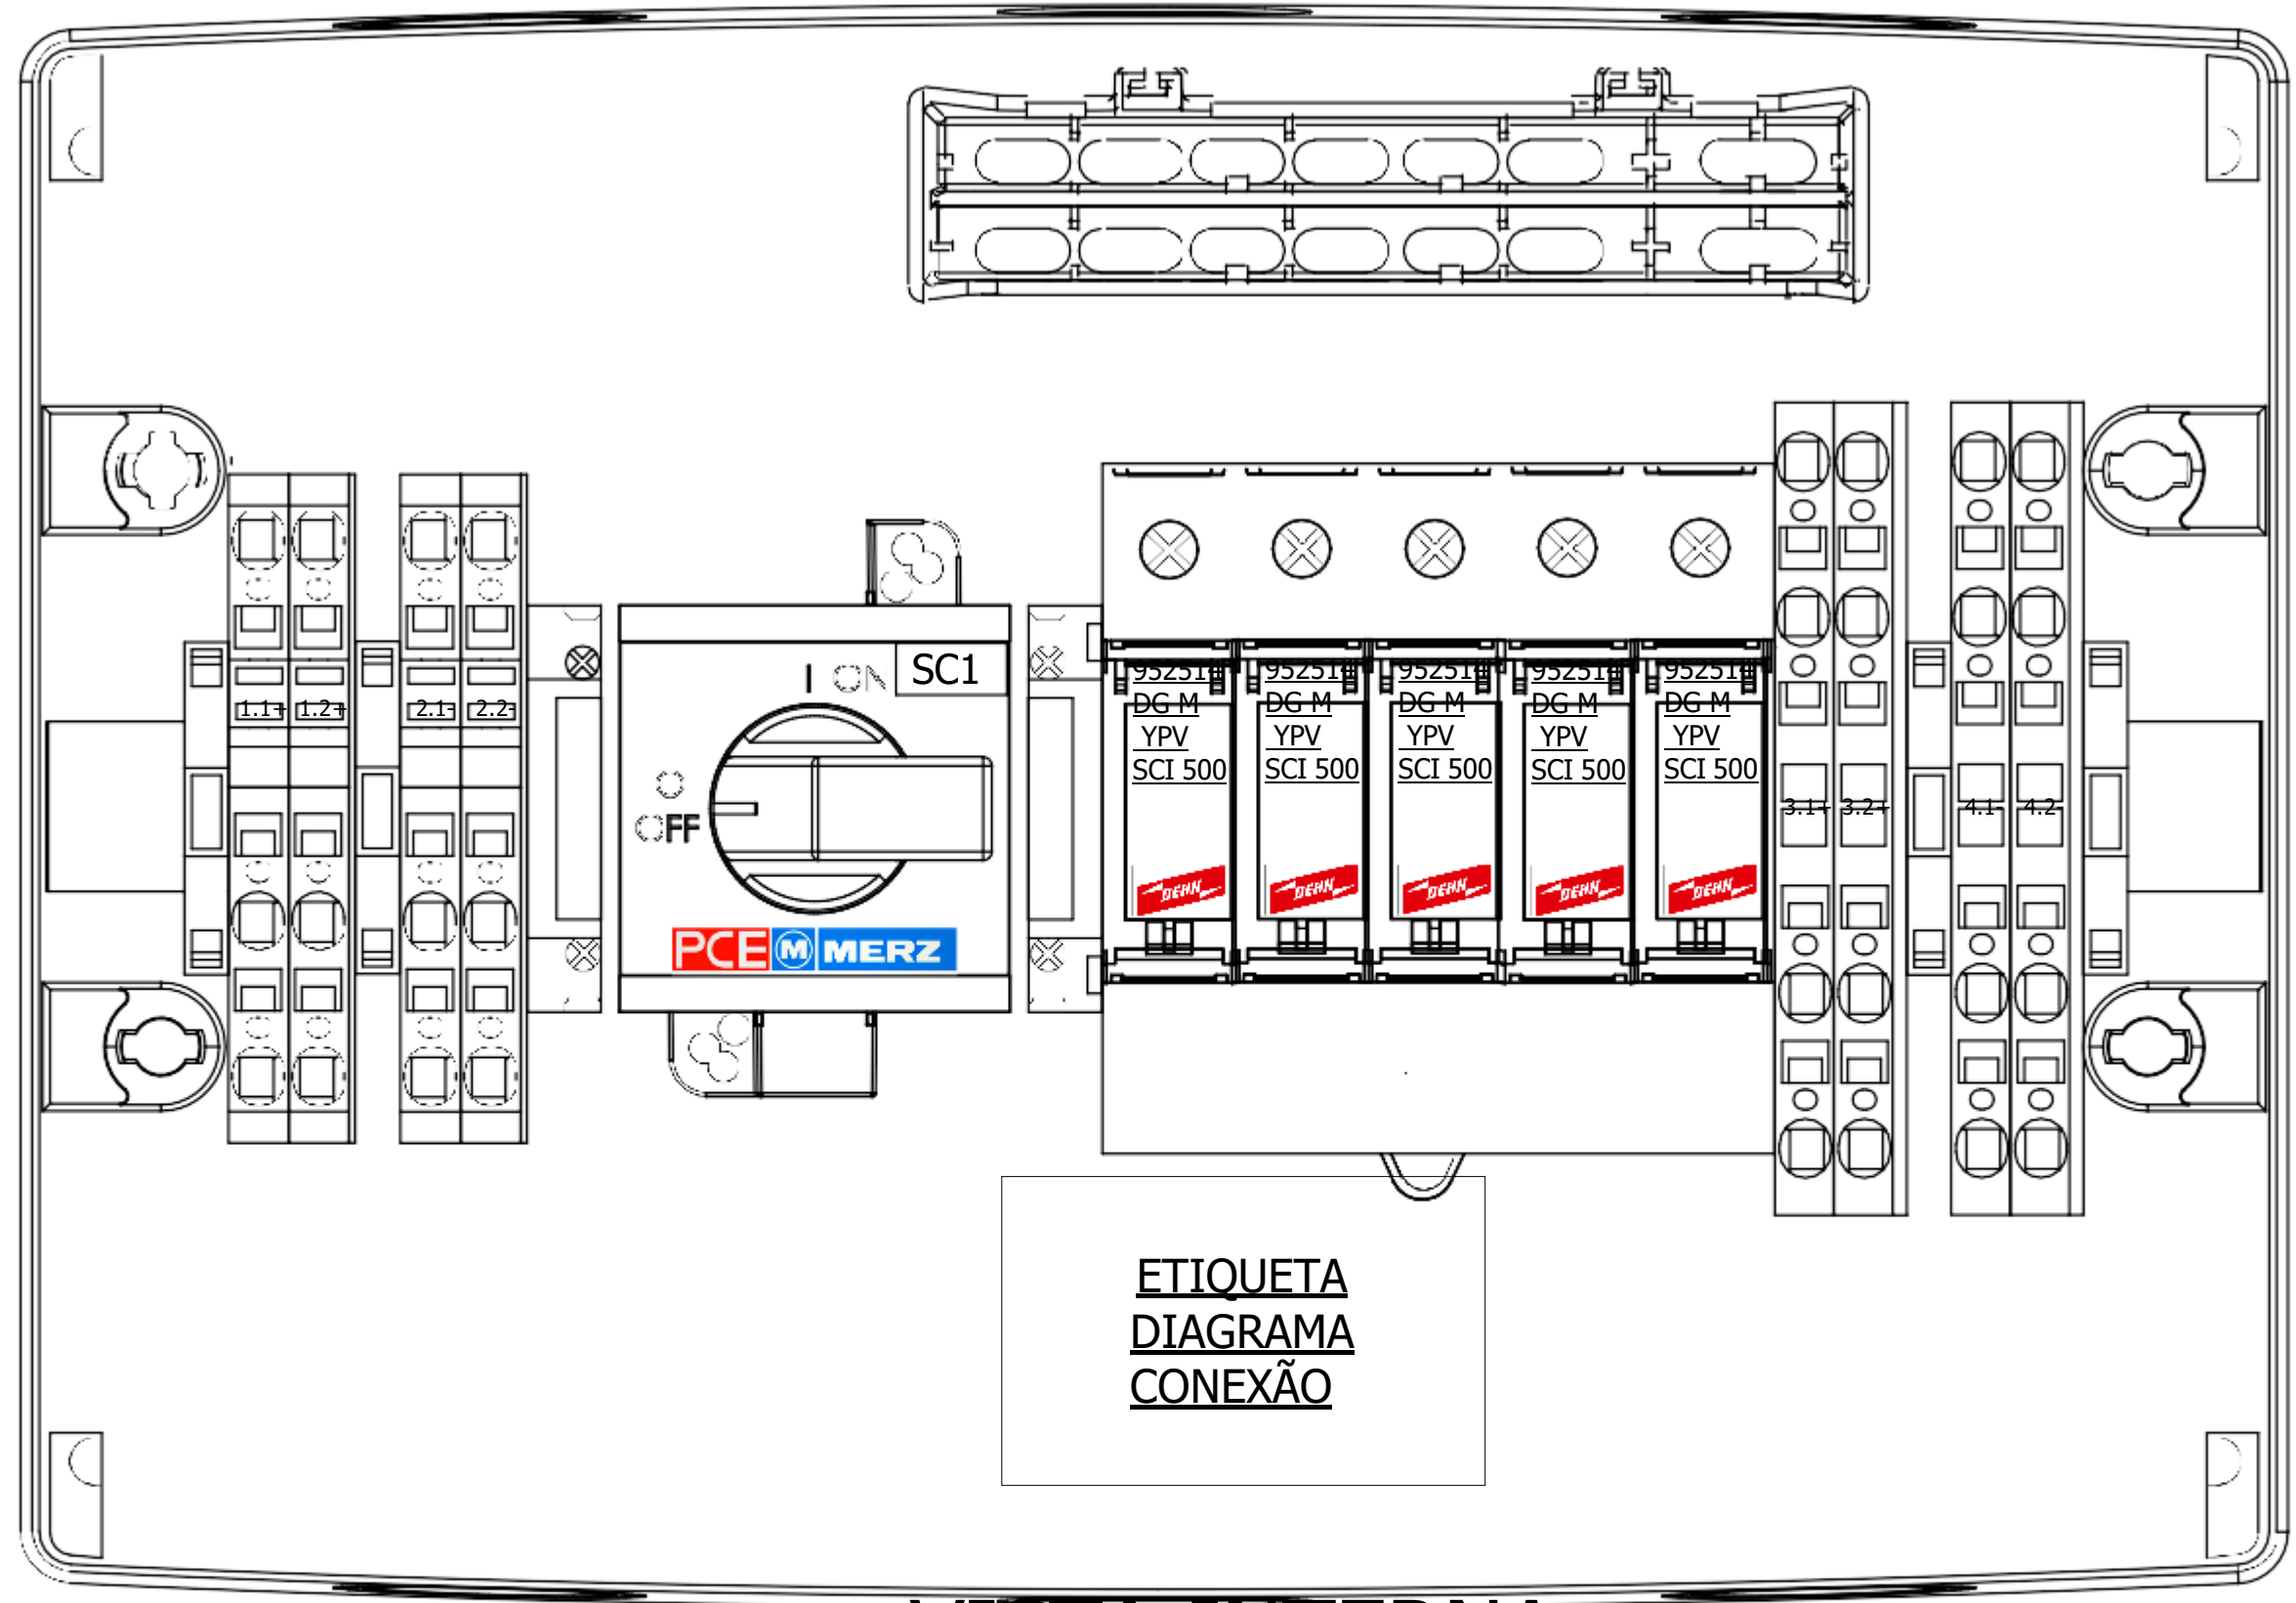 I ON
SC1
OFF
PCE M MERZ
1.1+ 1.2+ 2.1- 2.2-
952514
DG M
YPV
SCI 500
DEHN
952514
DG M
YPV
SCI 500
DEHN
952514
DG M
YPV
SCI 500
DEHN
952514
DG M
YPV
SCI 500
DEHN
952514
DG M
YPV
SCI 500
DEHN
3.1+ 3.2+ 4.1- 4.2-
ETIQUETA
DIAGRAMA
CONEXÃO